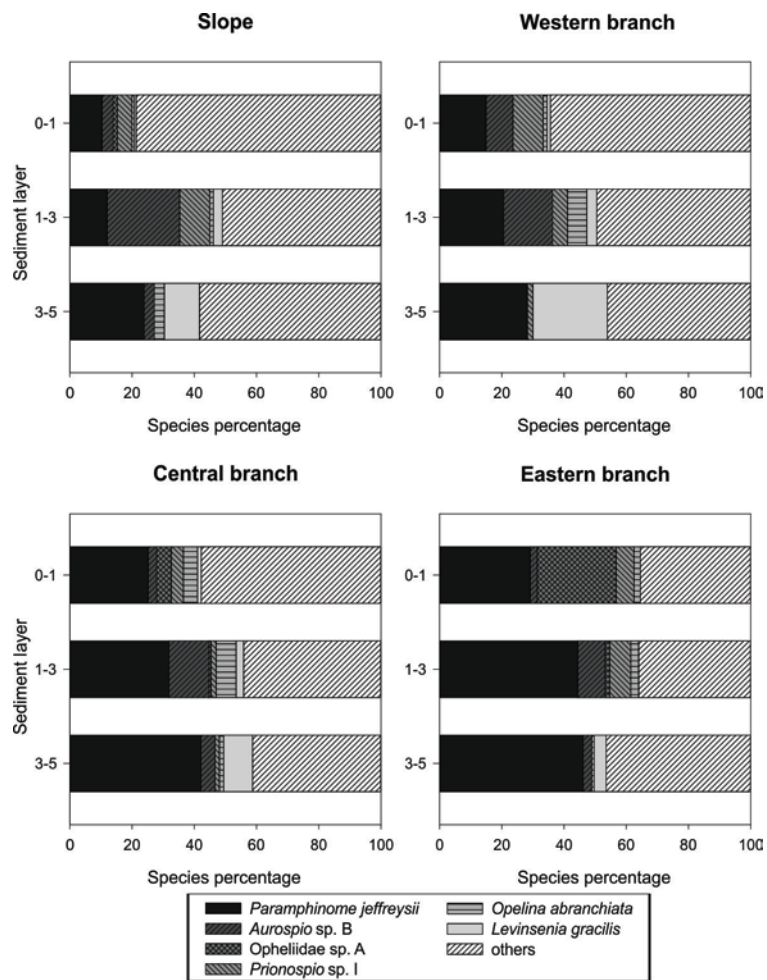 Slope
Western branch
Sediment layer
0-1
1-3
3-5
0 20 40 60 80 100
Species percentage
0-1
1-3
3-5
0 20 40 60 80 100
Species percentage
Central branch
Eastern branch
Sediment layer
0-1
1-3
3-5
0 20 40 60 80 100
Species percentage
0-1
1-3
3-5
0 20 40 60 80 100
Species percentage
Paramphinome jeffreysii
Aurospio sp. B
Opheliidae sp. A
Prionospio sp. I
Opelina abranchiata
Levinsenia gracilis
others